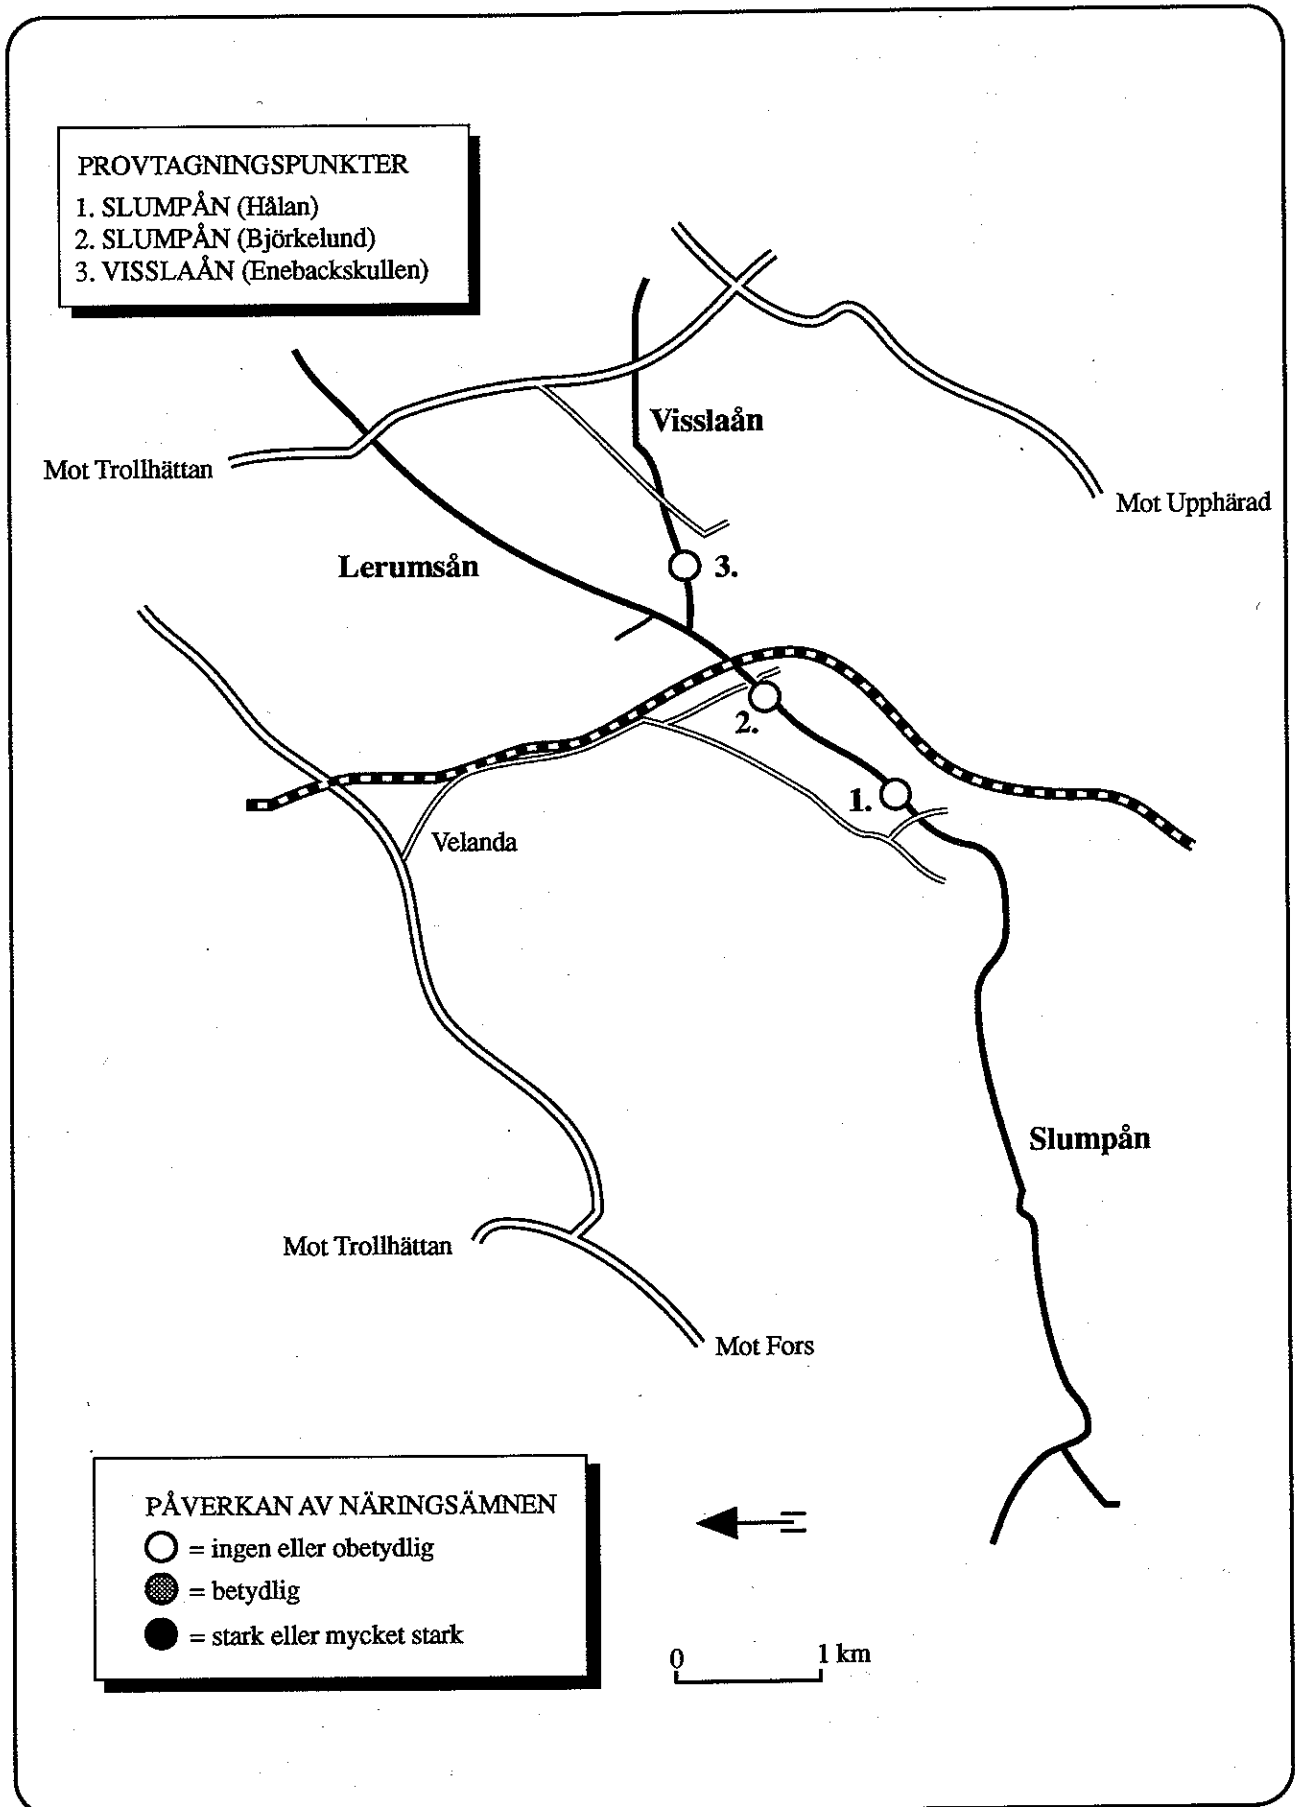 PROVTAGNINGSPUNKTER
1. SLUMPÅN (Hålan)
2. SLUMPÅN (Björkelund)
3. VISSLAÅN (Enebackskullen)
Visslaån
Mot Trollhättan
Mot Upphärad
Lerumsån
3.
2.
1.
Velanda
Slumpån
Mot Trollhättan
Mot Fors
PÅVERKAN AV NÄRINGSÄMNEN
= ingen eller obetydlig
= betydlig
= stark eller mycket stark
0 1 km